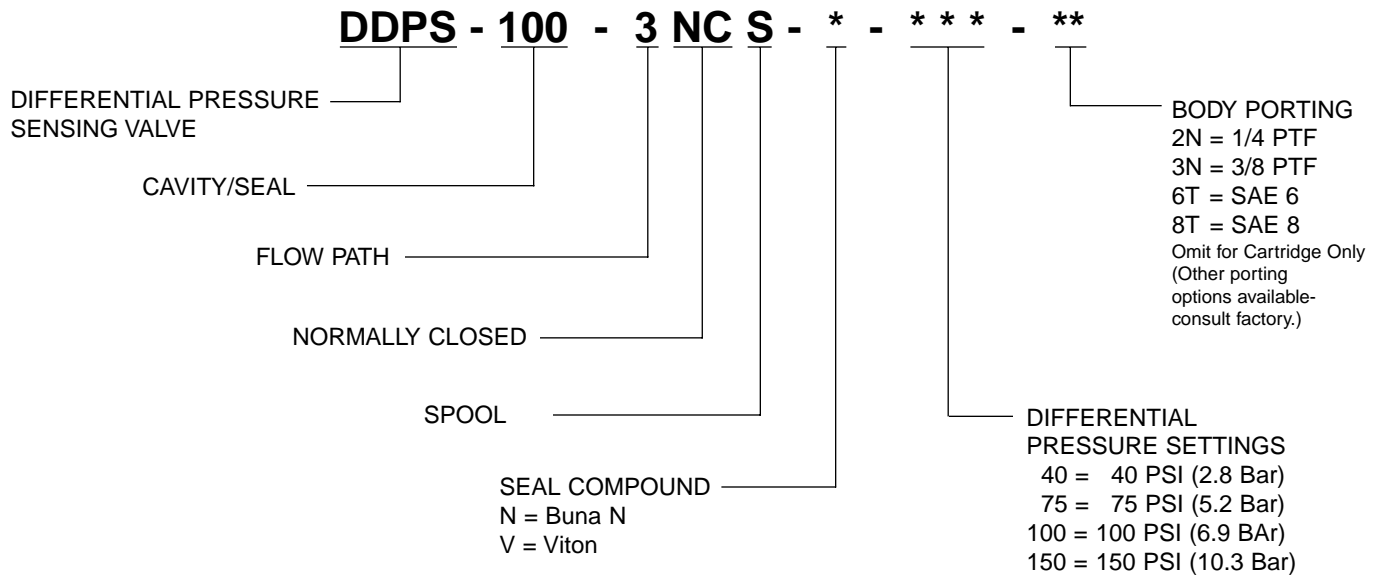 DDPS - 100 - 3 NC S - * - * * * - **
DIFFERENTIAL PRESSURE
SENSING VALVE
CAVITY/SEAL
FLOW PATH
NORMALLY CLOSED
SPOOL
SEAL COMPOUND
N = Buna N
V = Viton
BODY PORTING
2N = 1/4 PTF
3N = 3/8 PTF
6T = SAE 6
8T = SAE 8
Omit for Cartridge Only
(Other porting
options available-
consult factory.)
DIFFERENTIAL
PRESSURE SETTINGS
40 = 40 PSI (2.8 Bar)
75 = 75 PSI (5.2 Bar)
100 = 100 PSI (6.9 BAr)
150 = 150 PSI (10.3 Bar)